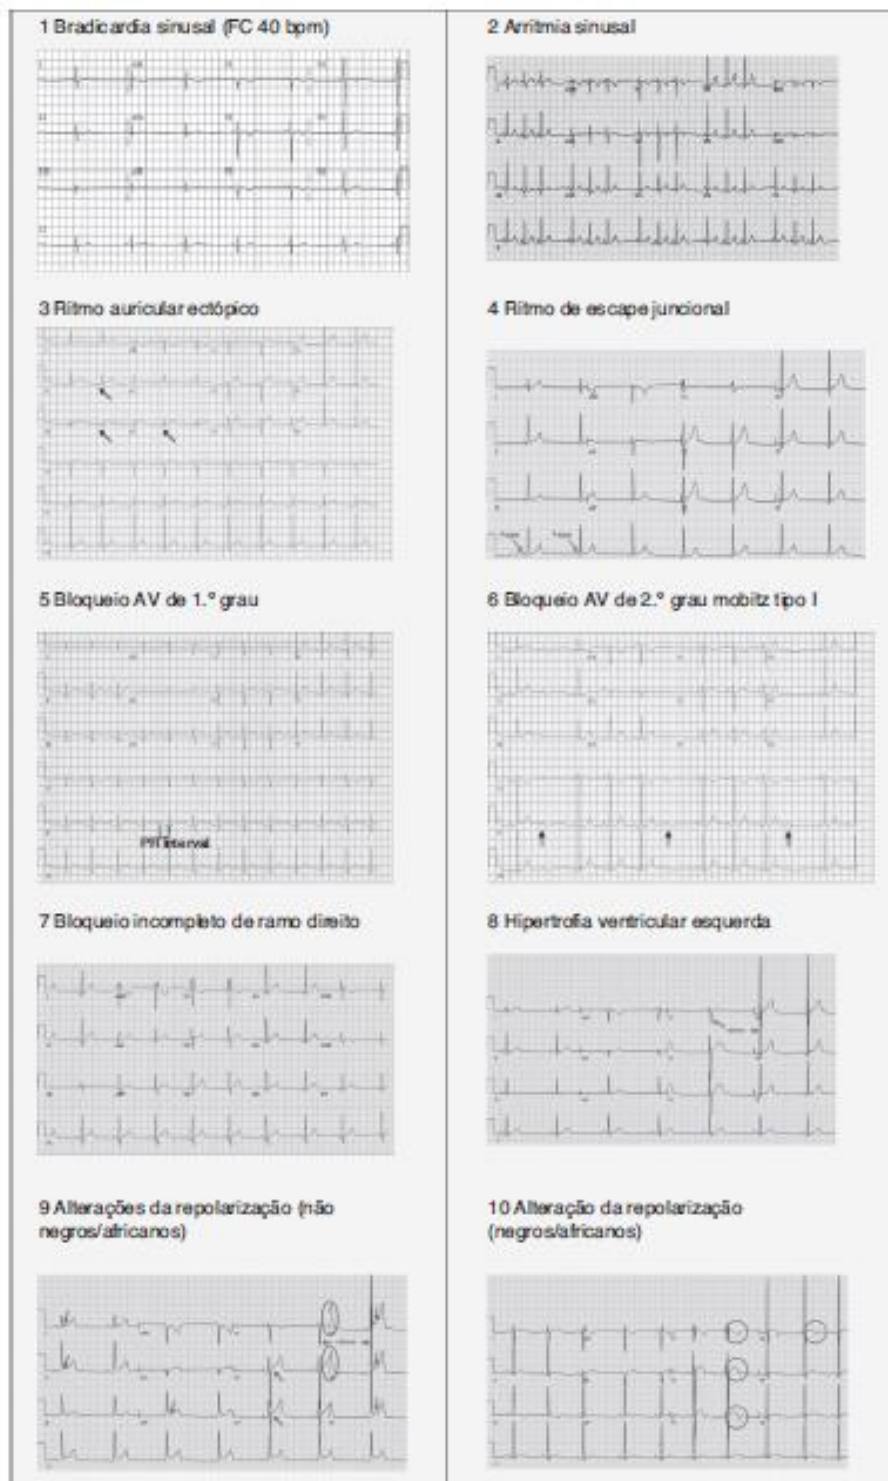 1 Bradicardia sinusal (FC 40 bpm)
2 Arritmia sinusal
3 Ritmo auricular ectópico
4 Ritmo de escape juncional
5 Bloqueio AV de 1.º grau
6 Bloqueio AV de 2.º grau mobitz tipo I
PR interval
7 Bloqueio incompleto de ramo direito
8 Hipertrofia ventricular esquerda
9 Alterações da repolarização (não
negros/africanos)
10 Alteração da repolarização
(negros/africanos)